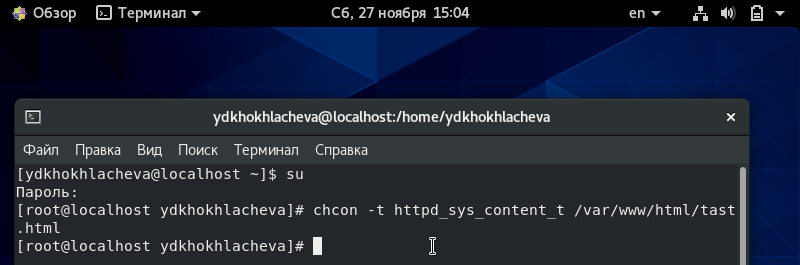 Обзор Терминал Сб, 27 ноября 15:04 en
ydkhokhlacheva@localhost:/home/ydkhokhlacheva
Файл Правка Вид Поиск Терминал Справка
[ydkhokhlacheva@localhost ~]$ su
Пароль:
[root@localhost ydkhokhlacheva]# chcon -t httpd_sys_content_t /var/www/html/tast
.html
[root@localhost ydkhokhlacheva]#